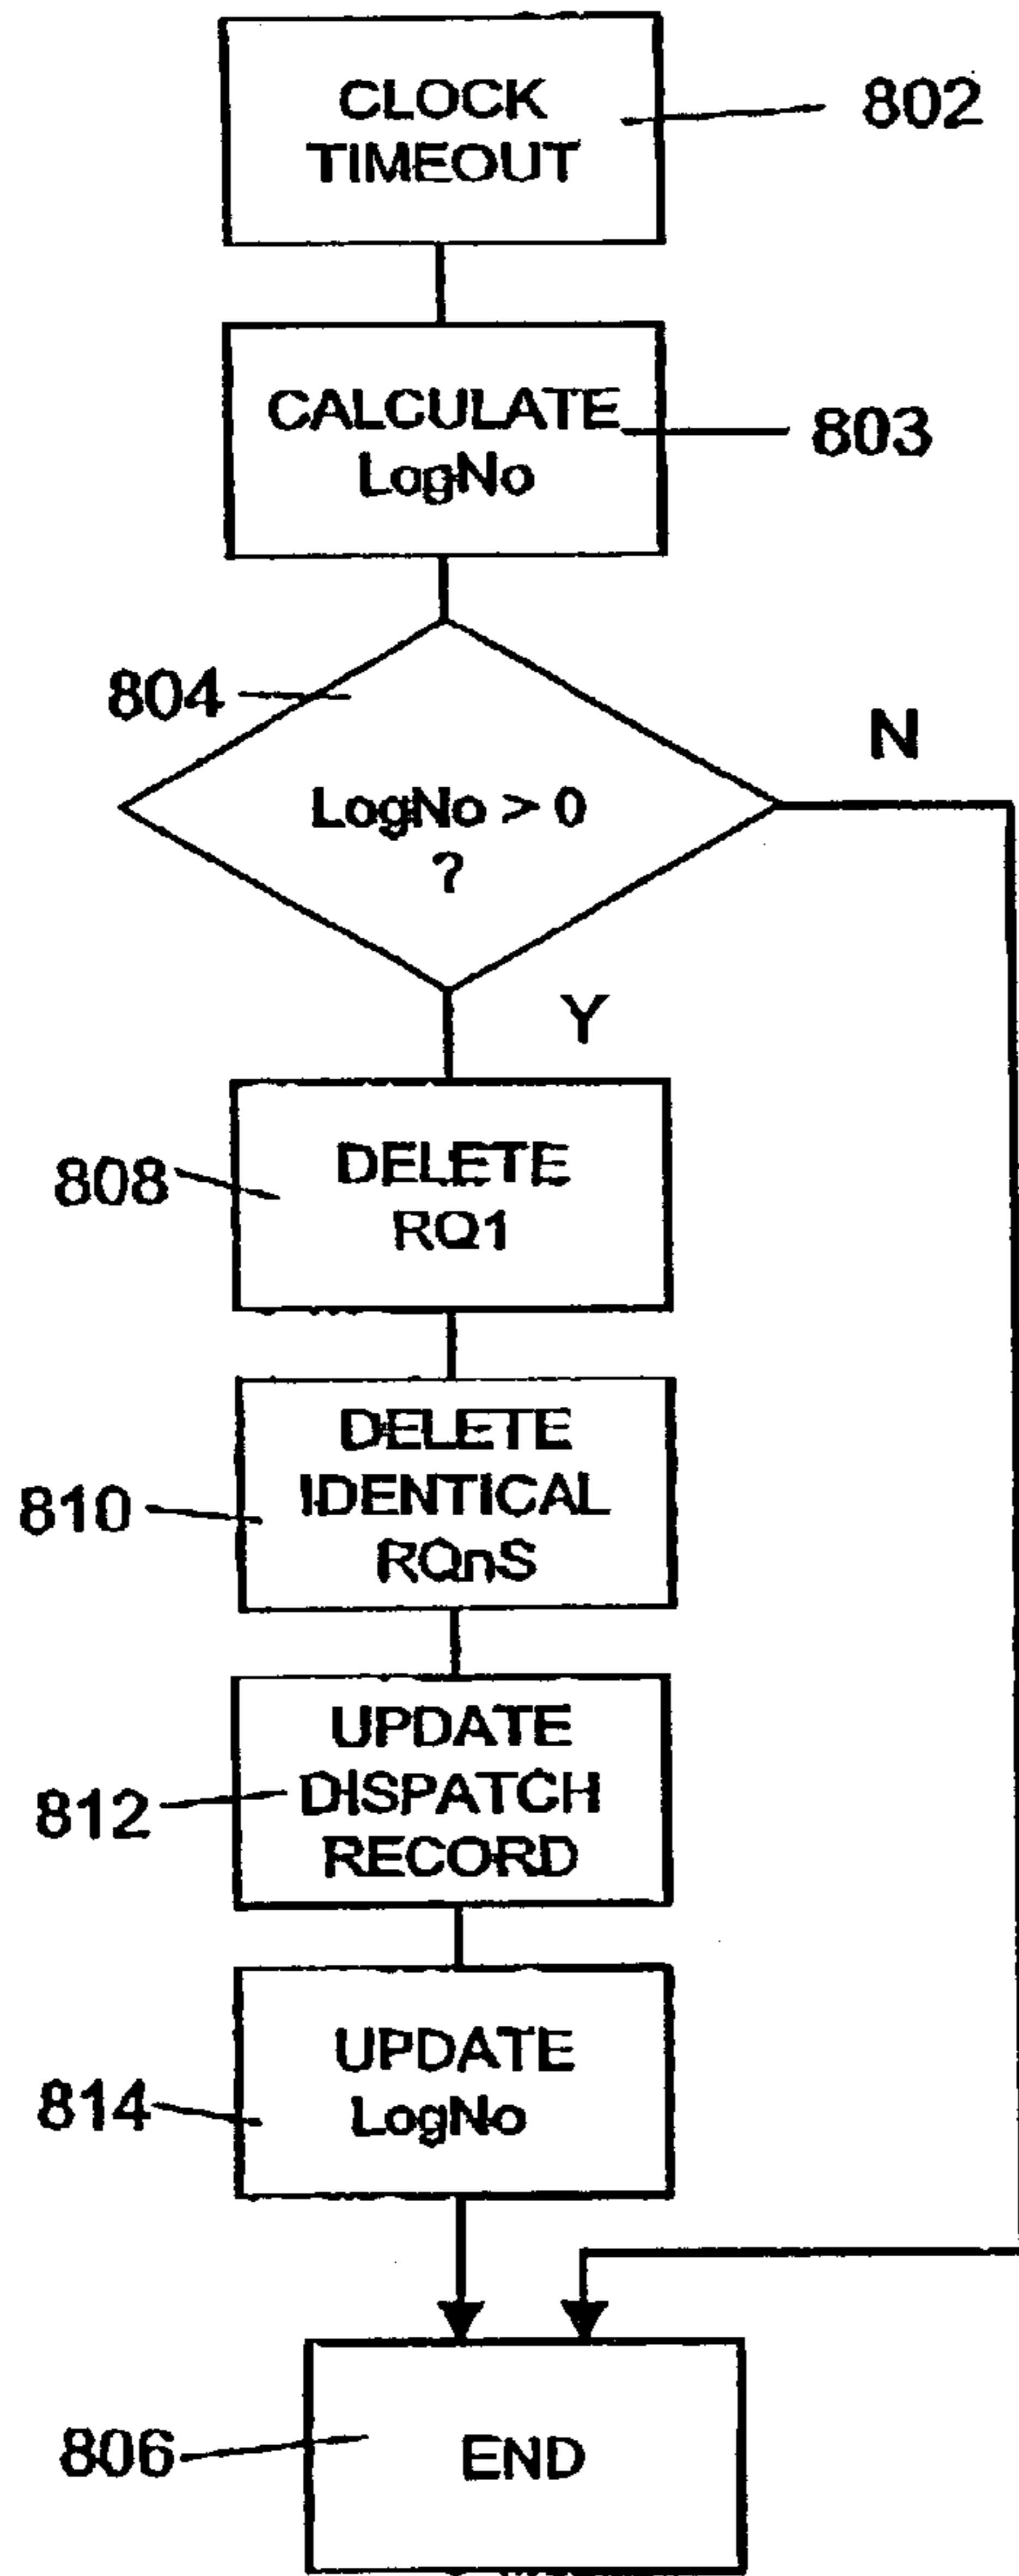 CLOCK
TIMEOUT
802
CALCULATE
LogNo
803
804
LogNo > 0
?
N
Y
808
DELETE
RQ1
810
DELETE
IDENTICAL
RQnS
812
UPDATE
DISPATCH
RECORD
814
UPDATE
LogNo
806
END